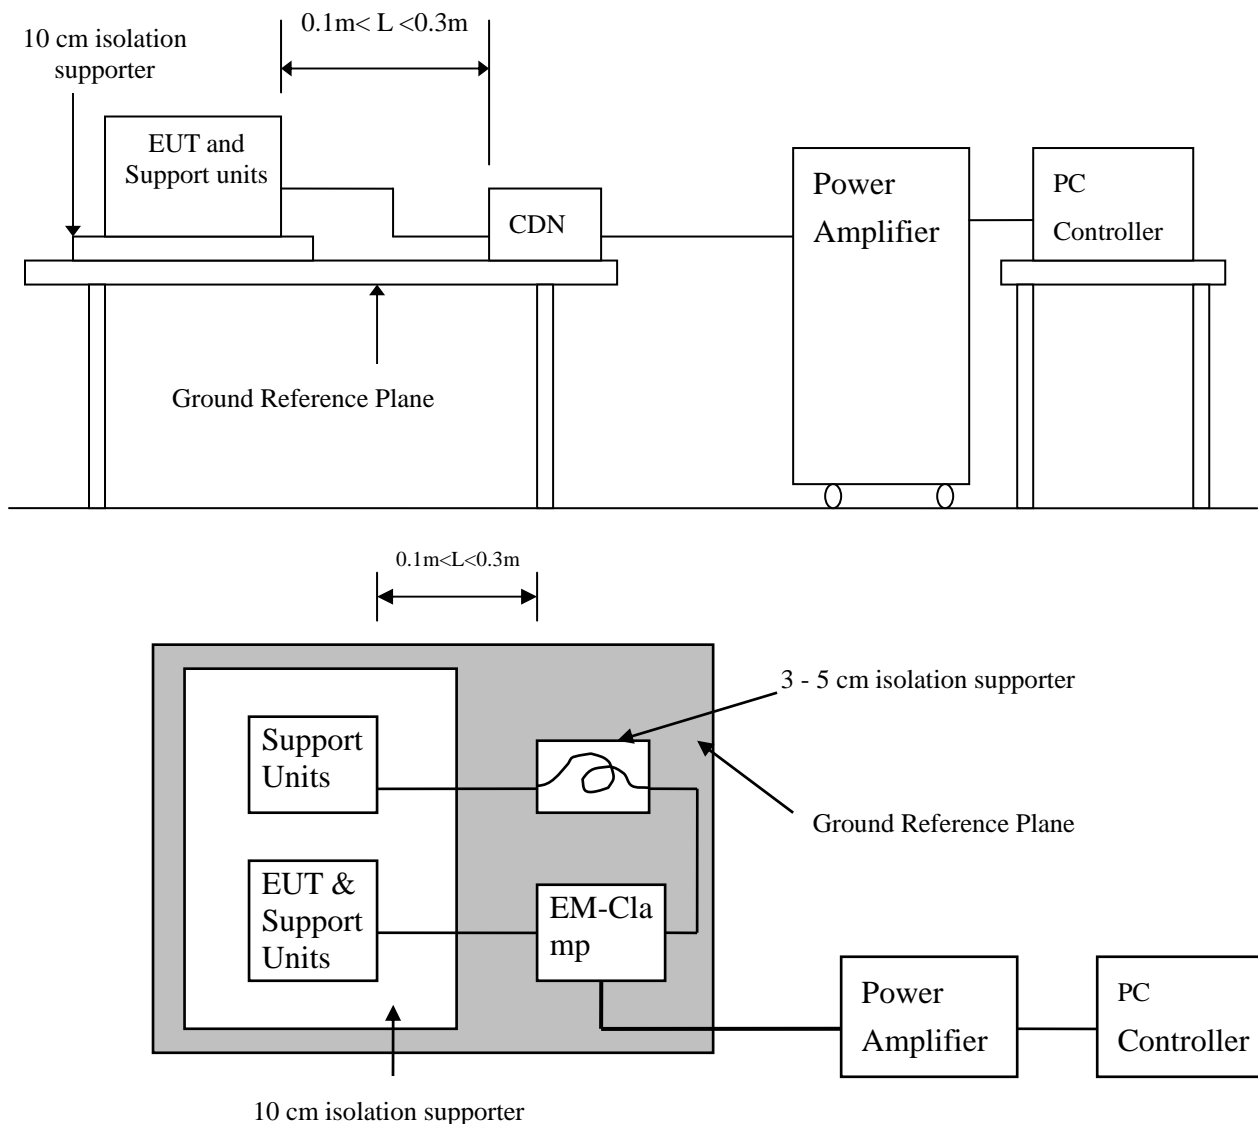 0.1m< L <0.3m
10 cm isolation
supporter
EUT and
Support units
CDN
Power
Amplifier
PC
Controller
Ground Reference Plane
0.1m<L<0.3m
3 - 5 cm isolation supporter
Support
Units
Ground Reference Plane
EUT &
Support
Units
EM-Cla
mp
Power
Amplifier
PC
Controller
10 cm isolation supporter